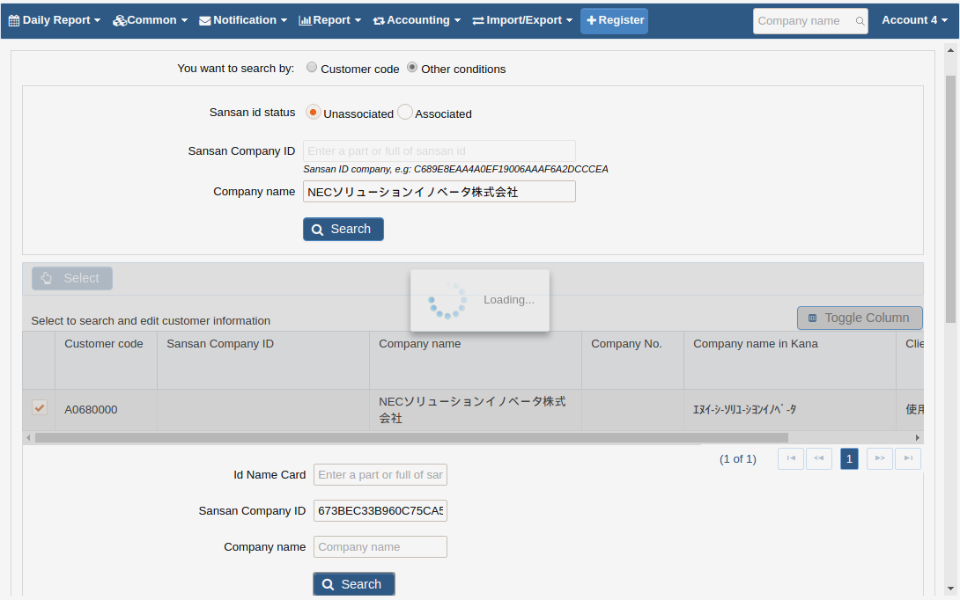 Daily Report Common Notification Report Accounting Import/Export Register Company name Account 4
You want to search by: Customer code Other conditions
Sansan id status Unassociated Associated
Sansan Company ID Enter a part or full of sansan id
Sansan ID company, e.g: C689E8EAA4A0EF19006AAAF6A2DCCCEA
Company name NECソリューションイノベータ株式会社
Search
Select
Loading...
Select to search and edit customer information Toggle Column
Customer code Sansan Company ID Company name Company No. Company name in Kana Clie
A0680000 NECソリューションイノベータ株式 ｴﾇｲｰｼｰｿﾘﾕｰｼﾖﾝｲﾉﾍﾞｰﾀ 使用
会社
(1 of 1) 1
Id Name Card Enter a part or full of sar
Sansan Company ID 673BEC33B960C75CA5
Company name Company name
Search